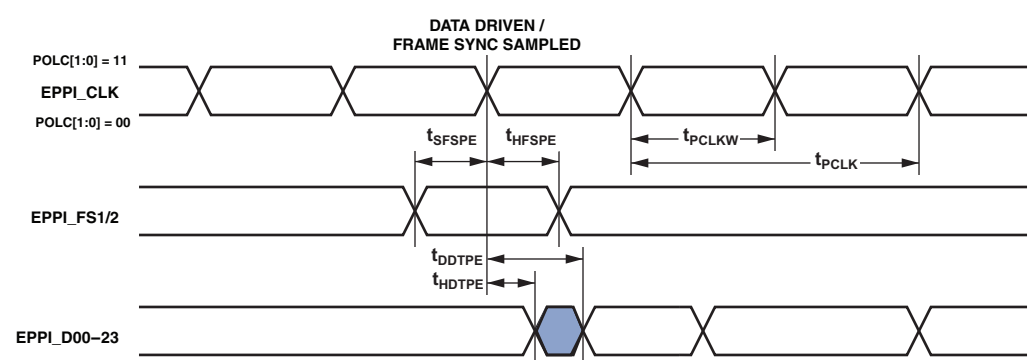 DATA DRIVEN /
FRAME SYNC SAMPLED
POLC[1:0] = 11
EPPI_CLK
POLC[1:0] = 00
tSFSPE
tHFSPE
tPCLKW
tPCLK
EPPI_FS1/2
tDDTPE
tHDTPE
EPPI_D00–23